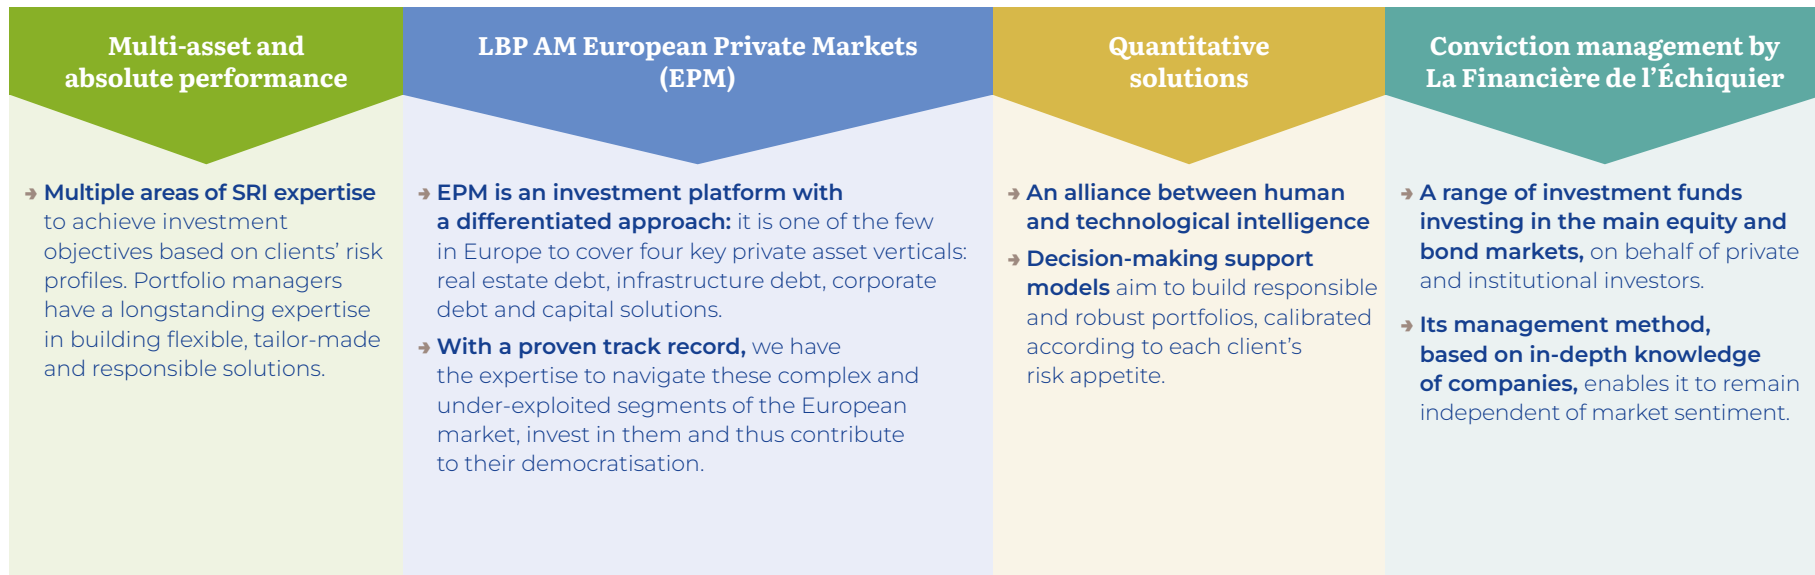 Multi-asset and
absolute performance
➔ Multiple areas of SRI expertise
to achieve investment
objectives based on clients’ risk
profiles. Portfolio managers
have a longstanding expertise
in building flexible, tailor-made
and responsible solutions.
LBP AM European Private Markets
(EPM)
➔ EPM is an investment platform with
a differentiated approach: it is one of the few
in Europe to cover four key private asset verticals:
real estate debt, infrastructure debt, corporate
debt and capital solutions.
➔ With a proven track record, we have
the expertise to navigate these complex and
under-exploited segments of the European
market, invest in them and thus contribute
to their democratisation.
Quantitative
solutions
➔ An alliance between human
and technological intelligence
➔ Decision-making support
models aim to build responsible
and robust portfolios, calibrated
according to each client’s
risk appetite.
Conviction management by
La Financière de l’Échiquier
➔ A range of investment funds
investing in the main equity and
bond markets, on behalf of private
and institutional investors.
➔ Its management method,
based on in-depth knowledge
of companies, enables it to remain
independent of market sentiment.